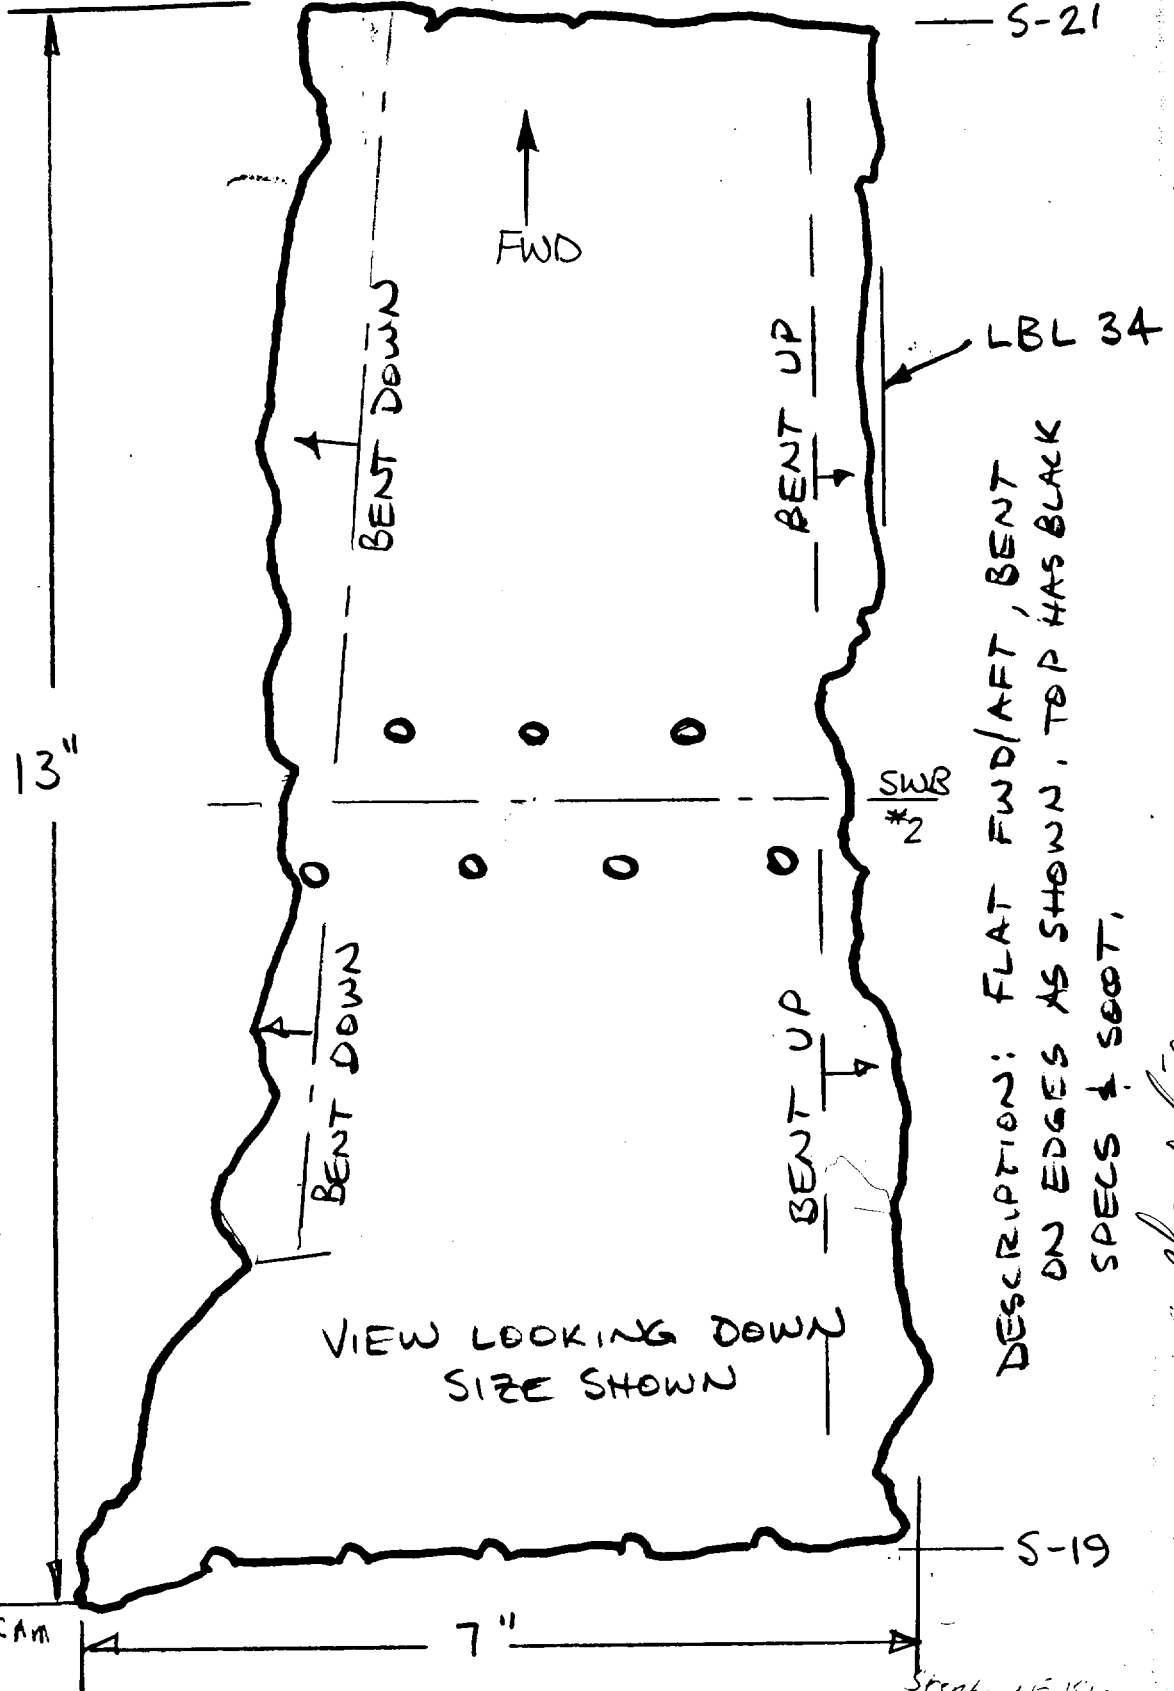 S-21
FWD
LBL 34
BENT DOWN
BENT UP
13"
SWB
#2
BENT DOWN
BENT UP
DESCRIPTION: FLAT FWD/AFT, BENT
ON EDGES AS SHOWN, TOP HAS BLACK
SPECS & SOOT.
VIEW LOOKING DOWN
SIZE SHOWN
S-19
7"